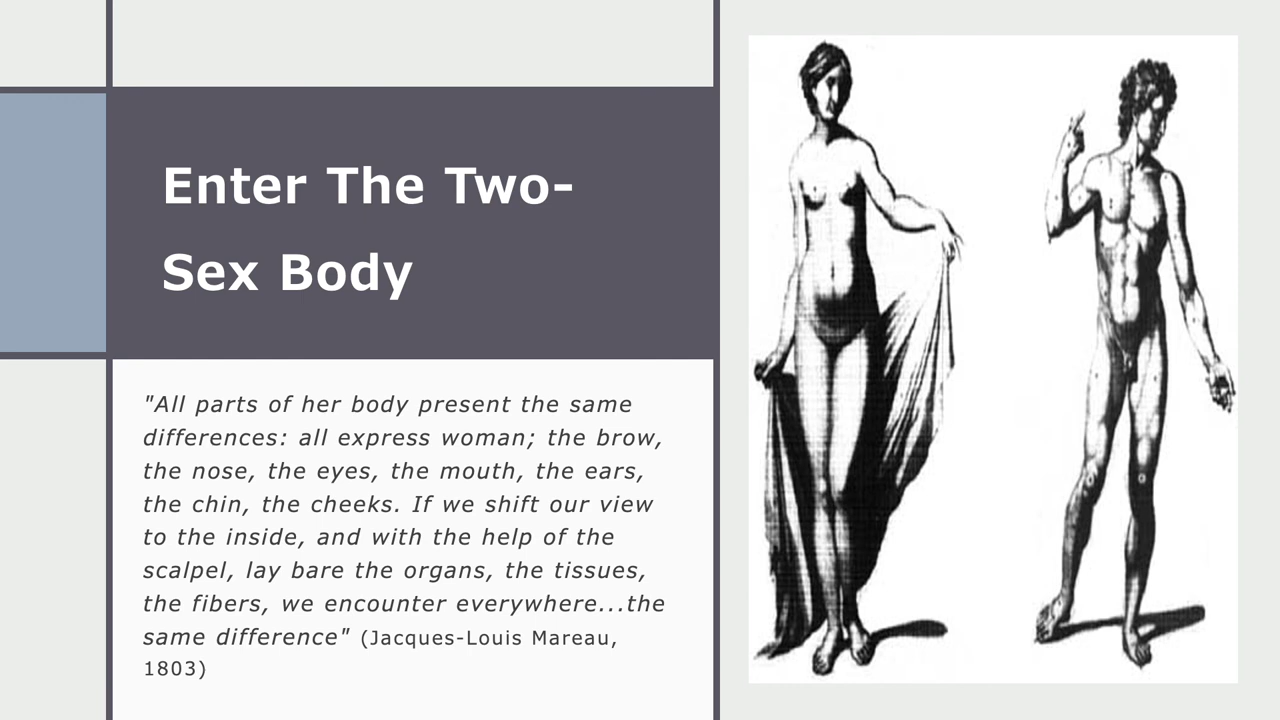 Enter The Two-
Sex Body
"All parts of her body present the same
differences: all express woman; the brow,
the nose, the eyes, the mouth, the ears,
the chin, the cheeks. If we shift our view
to the inside, and with the help of the
scalpel, lay bare the organs, the tissues,
the fibers, we encounter everywhere...the
same difference" (Jacques-Louis Mareau,
1803)